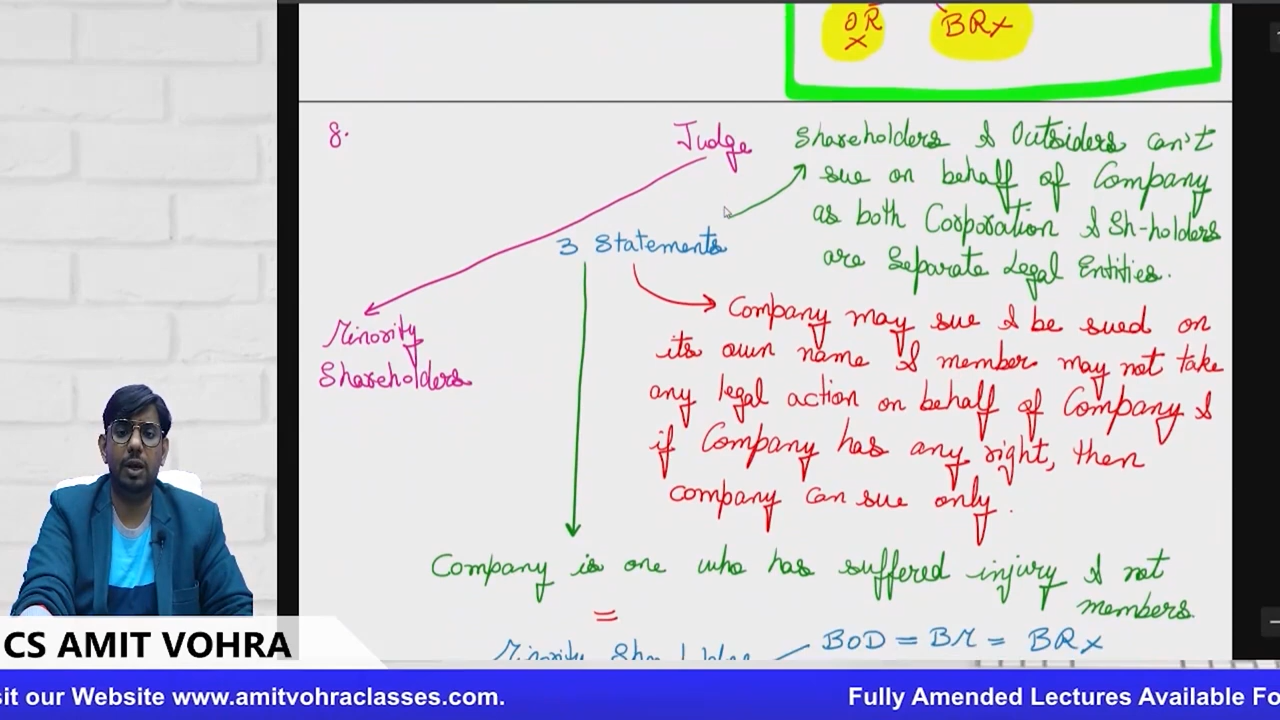 OR BRX
X
8.
Judge
Shareholders & Outsiders can't
sue on behalf of Company
as both Corporation & Sh-holders
are Separate Legal Entities.
3 Statements
Minority
Shareholders
Company may sue & be sued on
its own name & member may not take
any legal action on behalf of Company &
if Company has any right, then
company can sue only.
Company is one who has suffered injury & not
members.
=
Minority BOD = BM = BRX
CS AMIT VOHRA
sit our Website www.amitvohraclasses.com. Fully Amended Lectures Available Fo